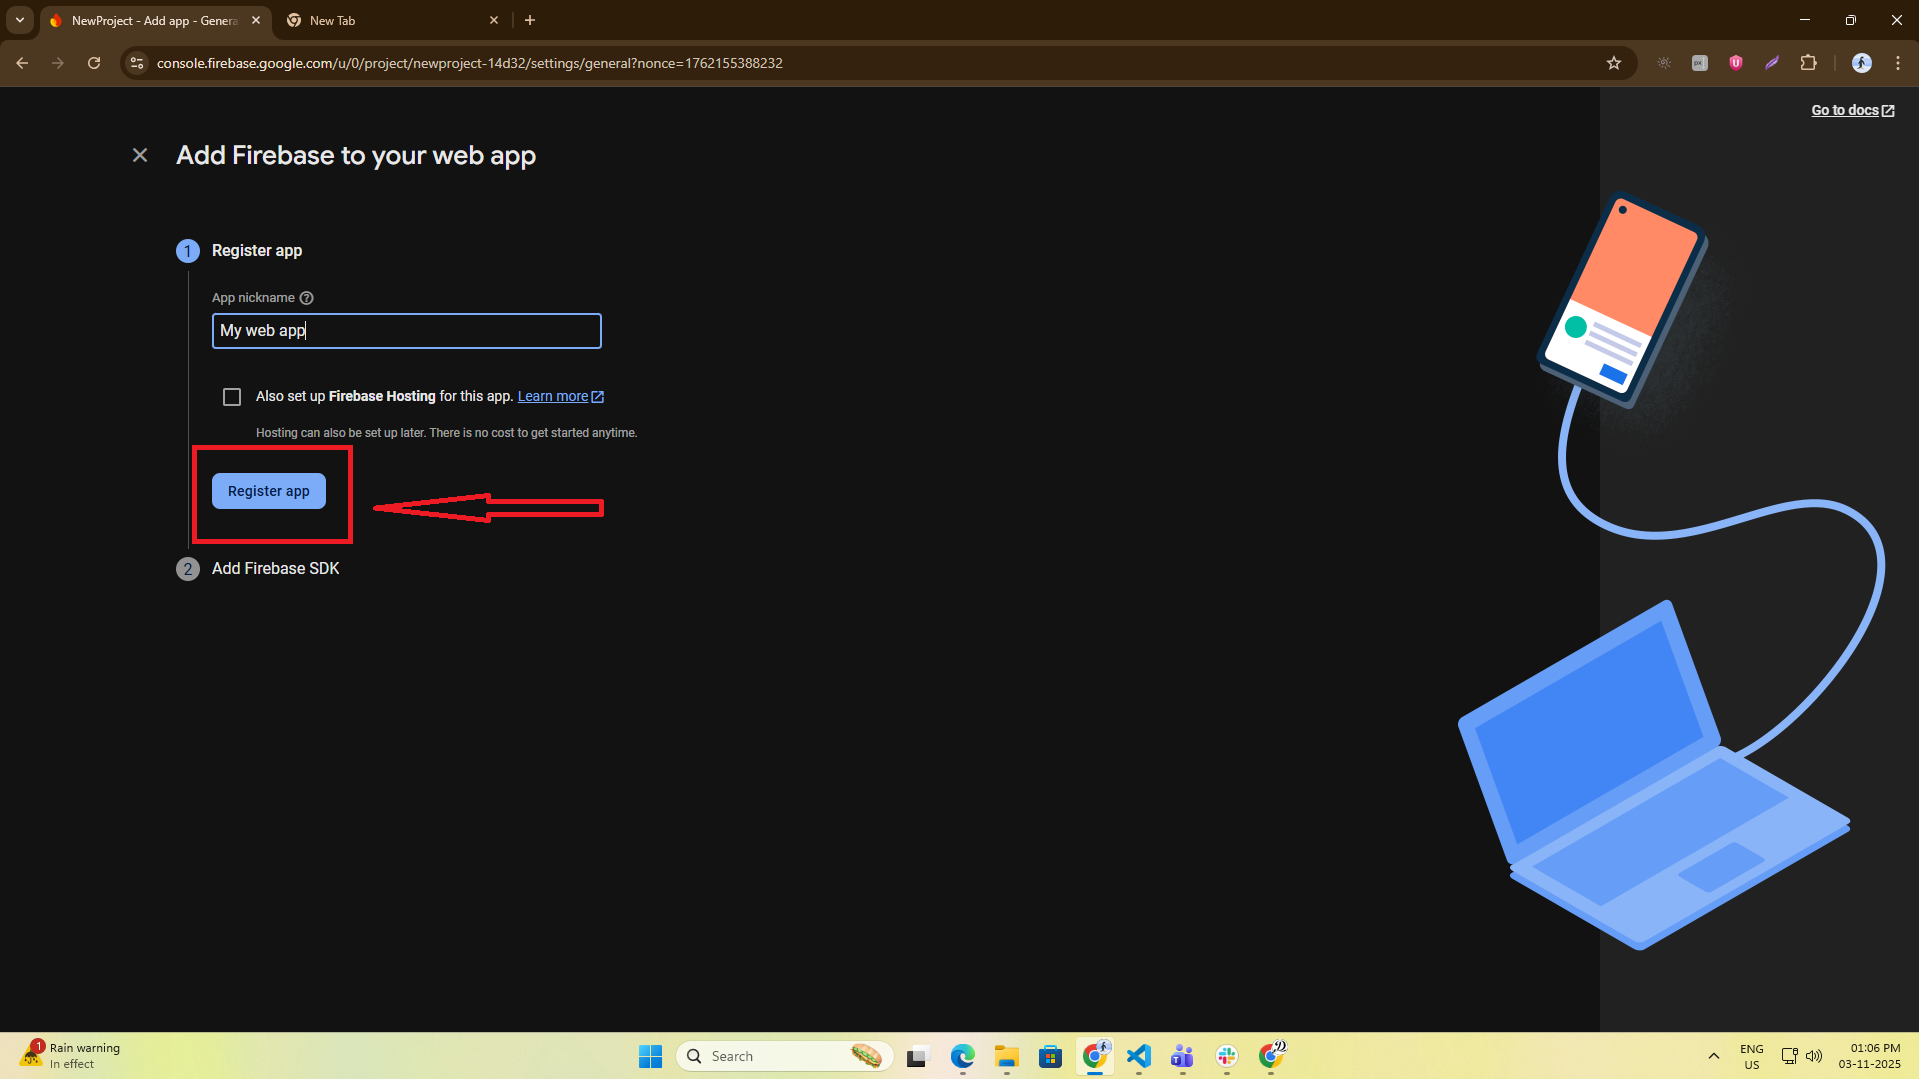 NewProject - Add app - Genera
New Tab
console.firebase.google.com/u/0/project/newproject-14d32/settings/general?nonce=1762155388232
Go to docs
Add Firebase to your web app
1 Register app
App nickname
My web app
Also set up Firebase Hosting for this app. Learn more
Hosting can also be set up later. There is no cost to get started anytime.
Register app
2 Add Firebase SDK
1
Rain warning
In effect
Search
ENG
US
01:06 PM
03-11-2025